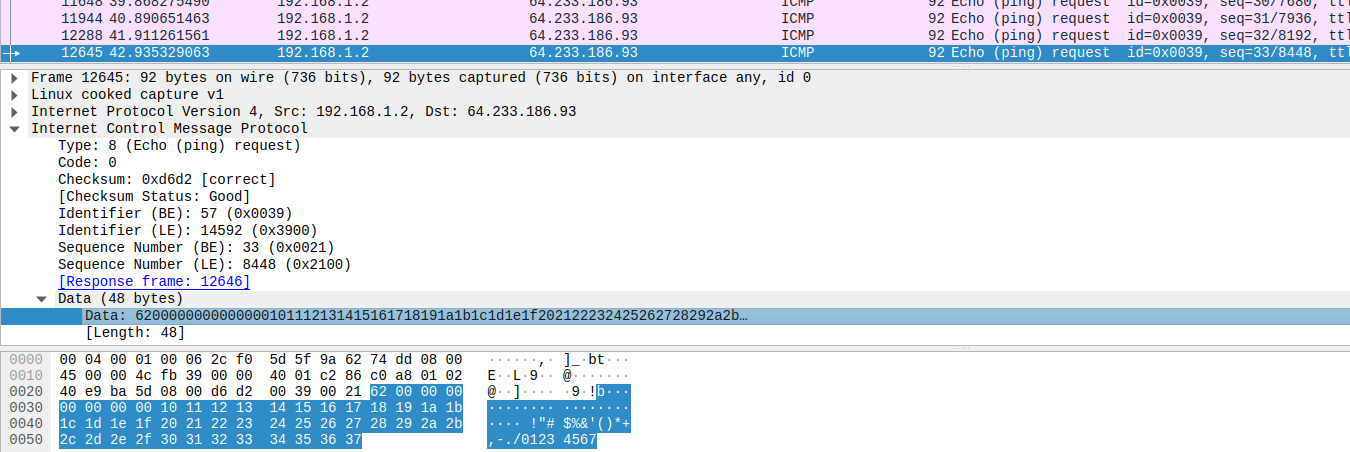 11648 39.868275490 192.168.1.2 64.233.186.93 ICMP 92 Echo (ping) request id=0x0039, seq=30/7680, ttl
11944 40.890651463 192.168.1.2 64.233.186.93 ICMP 92 Echo (ping) request id=0x0039, seq=31/7936, ttl
12288 41.911261561 192.168.1.2 64.233.186.93 ICMP 92 Echo (ping) request id=0x0039, seq=32/8192, ttl
12645 42.935329063 192.168.1.2 64.233.186.93 ICMP 92 Echo (ping) request id=0x0039, seq=33/8448, ttl
Frame 12645: 92 bytes on wire (736 bits), 92 bytes captured (736 bits) on interface any, id 0
Linux cooked capture v1
Internet Protocol Version 4, Src: 192.168.1.2, Dst: 64.233.186.93
Internet Control Message Protocol
Type: 8 (Echo (ping) request)
Code: 0
Checksum: 0xd6d2 [correct]
[Checksum Status: Good]
Identifier (BE): 57 (0x0039)
Identifier (LE): 14592 (0x3900)
Sequence Number (BE): 33 (0x0021)
Sequence Number (LE): 8448 (0x2100)
[Response frame: 12646]
Data (48 bytes)
Data: 6200000000000000101112131415161718191a1b1c1d1e1f202122232425262728292a2b…
[Length: 48]
0000 00 04 00 01 00 06 2c f0 5d 5f 9a 62 74 dd 08 00 ······,· ]_·bt···
0010 45 00 00 4c fb 39 00 00 40 01 c2 86 c0 a8 01 02 E··L·9·· @·······
0020 40 e9 ba 5d 08 00 d6 d2 00 39 00 21 62 00 00 00 @··]···· ·9·!b···
0030 00 00 00 00 10 11 12 13 14 15 16 17 18 19 1a 1b ········ ········
0040 1c 1d 1e 1f 20 21 22 23 24 25 26 27 28 29 2a 2b ···· !"# $%&'()*+
0050 2c 2d 2e 2f 30 31 32 33 34 35 36 37 ,-./0123 4567